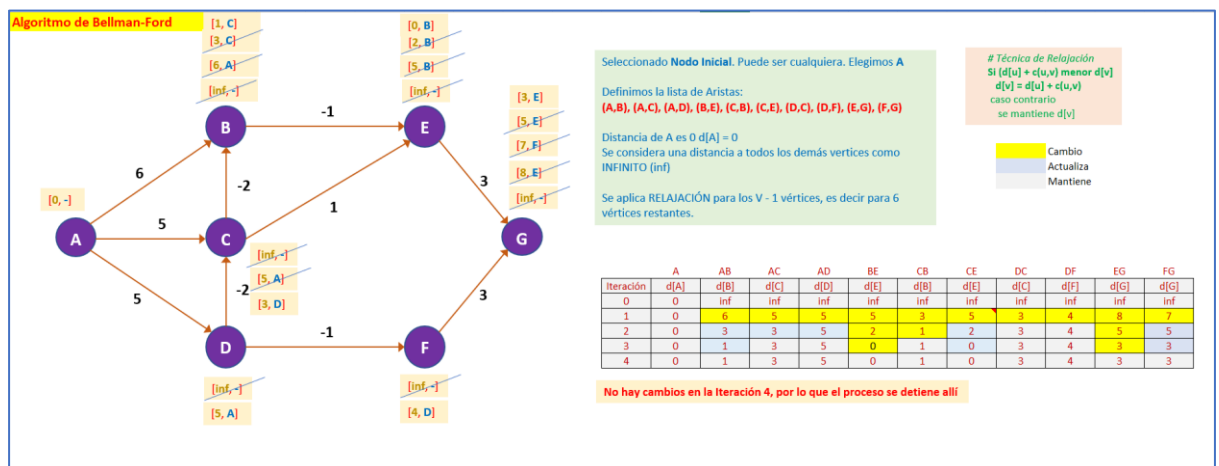 Algoritmo de Bellman-Ford
[1, C]
[3, C]
[6, A]
[inf, -]
[0, B]
[2, B]
[5, B]
[inf, -]
[3, E]
[5, E]
[7, F]
[8, E]
[inf, -]
B
-1
E
6
-2
1
3
[0, -]
A
5
C
G
[inf, -]
[5, A]
[3, D]
5
-2
3
D
-1
F
[inf, -]
[5, A]
[inf, -]
[4, D]
Seleccionado Nodo Inicial. Puede ser cualquiera. Elegimos A
Definimos la lista de Aristas:
(A,B), (A,C), (A,D), (B,E), (C,B), (C,E), (D,C), (D,F), (E,G), (F,G)
Distancia de A es 0 d[A] = 0
Se considera una distancia a todos los demás vertices como
INFINITO (inf)
Se aplica RELAJACIÓN para los V - 1 vértices, es decir para 6
vértices restantes.
# Técnica de Relajación
Si (d[u] + c(u,v) menor d[v]
d[v] = d[u] + c(u,v)
caso contrario
se mantiene d[v]
Cambio
Actualiza
Mantiene
A AB AC AD BE CB CE DC DF EG FG
Iteración d[A] d[B] d[C] d[D] d[E] d[B] d[E] d[C] d[F] d[G] d[G]
0 0 inf inf inf inf inf inf inf inf inf inf
1 0 6 5 5 5 3 5 3 4 8 7
2 0 3 3 5 2 1 2 3 4 5 5
3 0 1 3 5 0 1 0 3 4 3 3
4 0 1 3 5 0 1 0 3 4 3 3
No hay cambios en la Iteración 4, por lo que el proceso se detiene allí